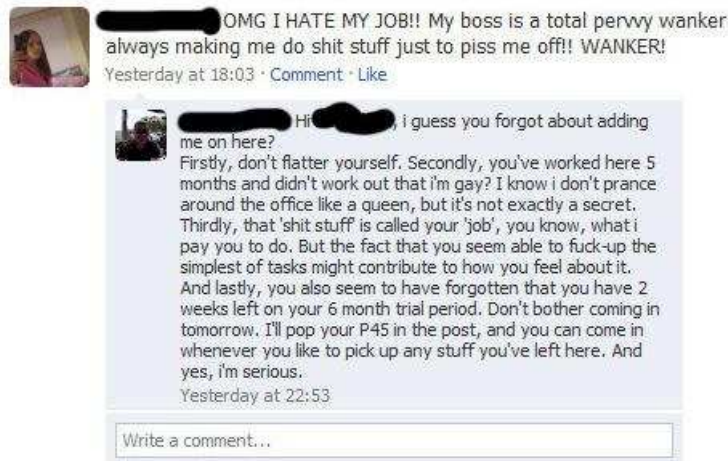 OMG I HATE MY JOB!! My boss is a total pervvy wanker
always making me do shit stuff just to piss me off!! WANKER!
Yesterday at 18:03 · Comment · Like
Hi , i guess you forgot about adding
me on here?
Firstly, don't flatter yourself. Secondly, you've worked here 5
months and didn't work out that i'm gay? I know i don't prance
around the office like a queen, but it's not exactly a secret.
Thirdly, that 'shit stuff' is called your 'job', you know, what i
pay you to do. But the fact that you seem able to fuck-up the
simplest of tasks might contribute to how you feel about it.
And lastly, you also seem to have forgotten that you have 2
weeks left on your 6 month trial period. Don't bother coming in
tomorrow. I'll pop your P45 in the post, and you can come in
whenever you like to pick up any stuff you've left here. And
yes, i'm serious.
Yesterday at 22:53
Write a comment...